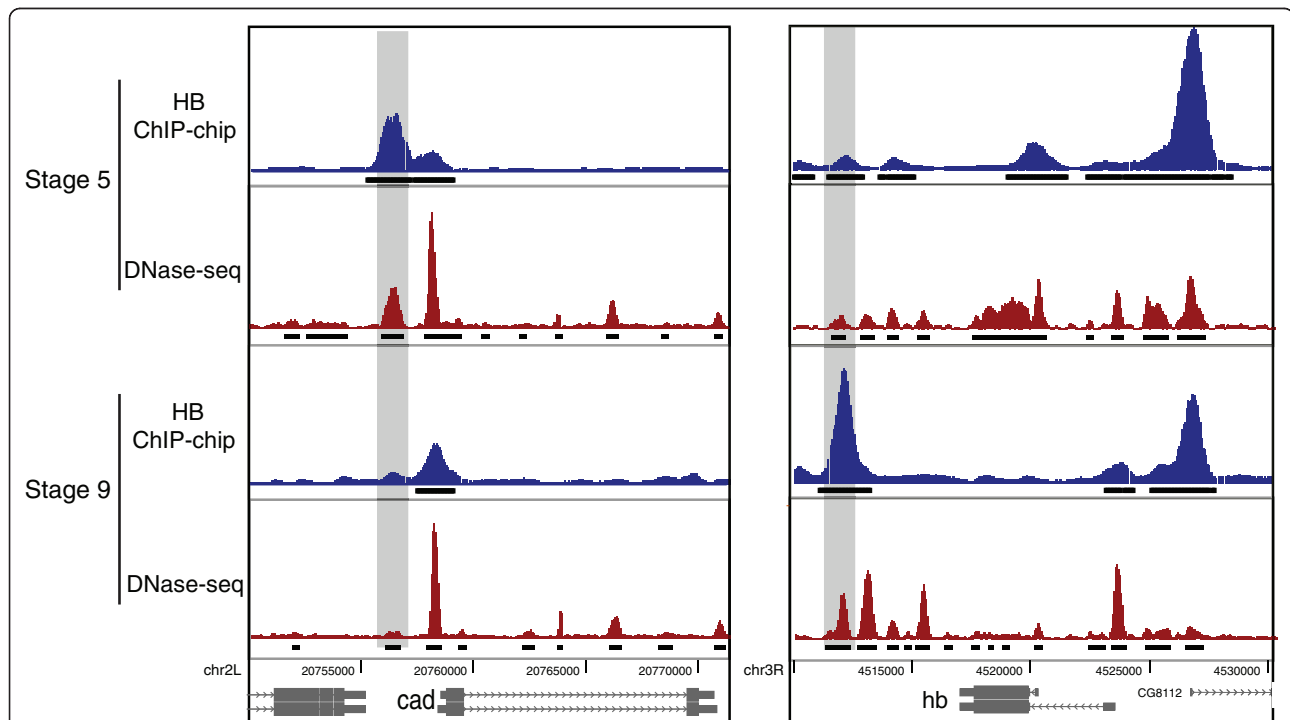 HB
ChIP-chip
Stage 5
DNase-seq
HB
ChIP-chip
Stage 9
DNase-seq
chr2L 20755000 20760000 20765000 20770000
cad
chr3R 4515000 4520000 4525000 4530000
hb
CG8112